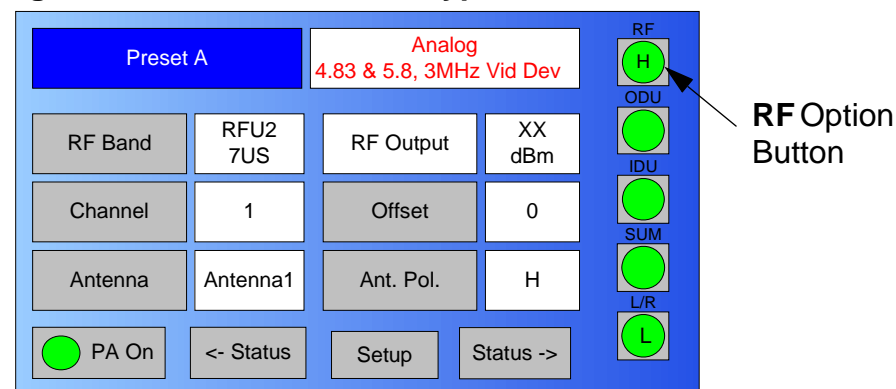 Preset A
Analog
4.83 & 5.8, 3MHz Vid Dev
RF
H
ODU
IDU
SUM
L/R
L
RF Option
Button
RF Band
RFU2
7US
RF Output
XX
dBm
Channel
1
Offset
0
Antenna
Antenna1
Ant. Pol.
H
PA On
<- Status
Setup
Status ->